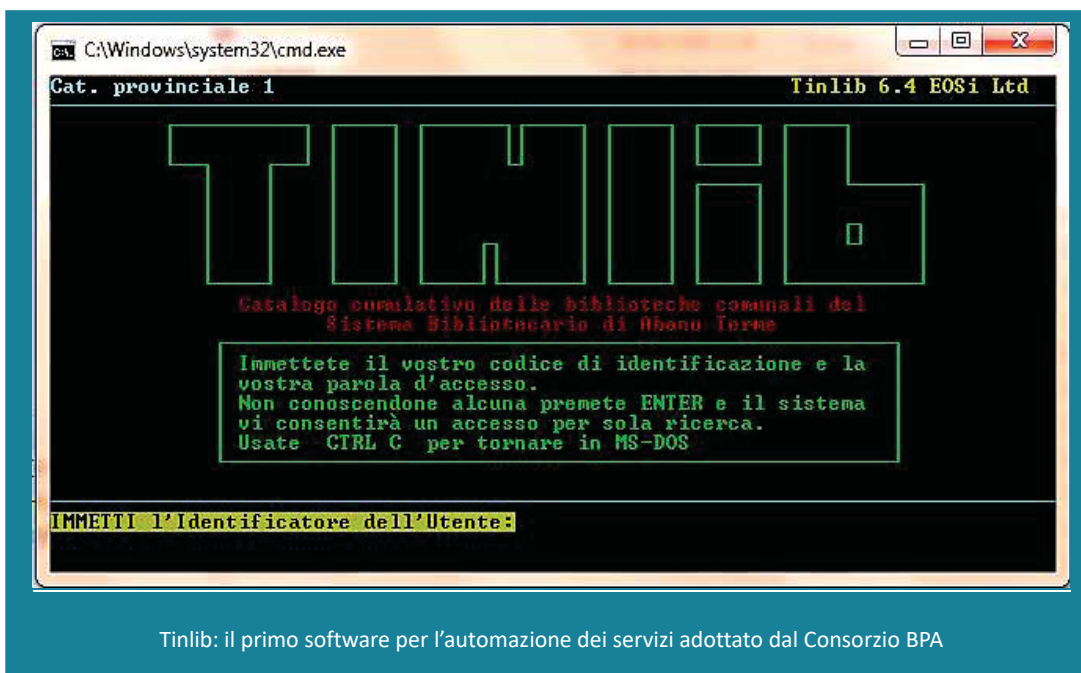 C:\Windows\system32\cmd.exe
Cat. provinciale 1 Tinlib 6.4 EOSi Ltd
TINlib
Catalogo cumulativo delle biblioteche comunali del
Sistema Bibliotecario di Abano Terme
Immettete il vostro codice di identificazione e la
vostra parola d'accesso.
Non conoscendone alcuna premete ENTER e il sistema
vi consentirà un accesso per sola ricerca.
Usate CTRL C per tornare in MS-DOS
IMMETTI l'Identificatore dell'Utente:
Tinlib: il primo software per l'automazione dei servizi adottato dal Consorzio BPA